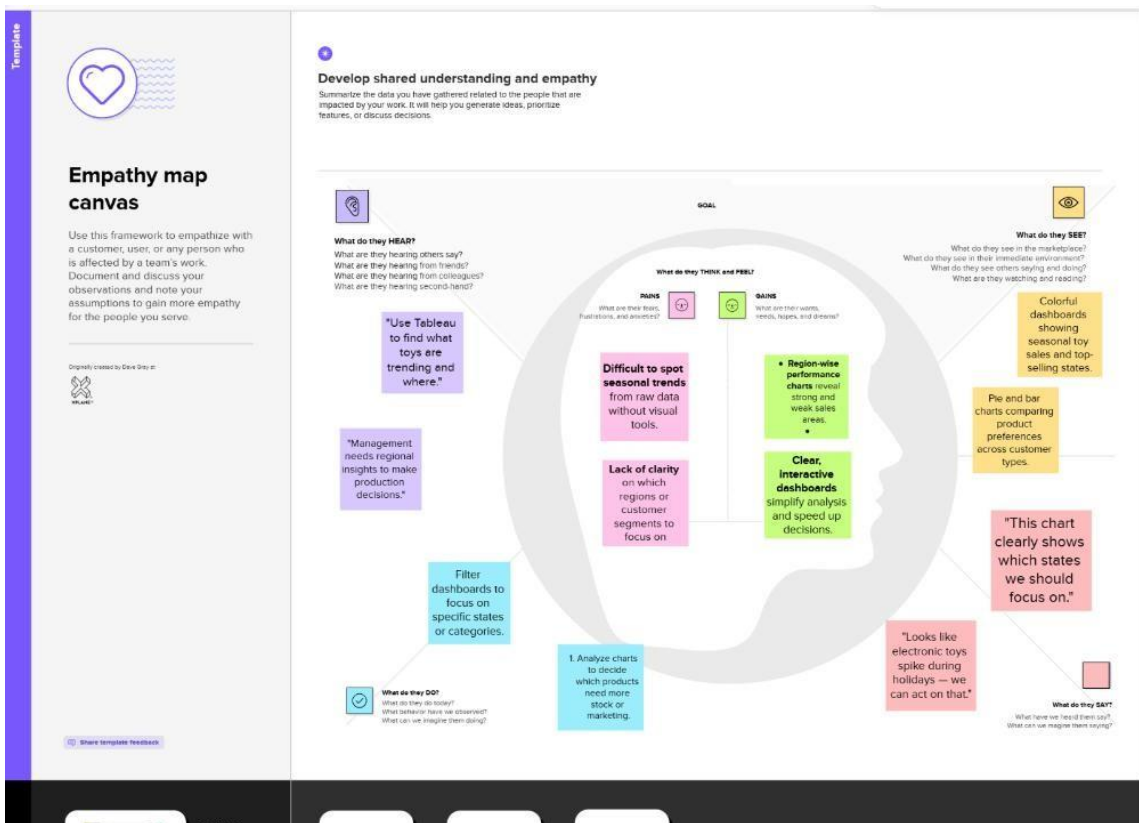 Template
Empathy map
canvas
Use this framework to empathize with
a customer, user, or any person who
is affected by a team's work.
Document and discuss your
observations and note your
assumptions to gain more empathy
for the people you serve.
Originally created by Dave Gray at
XPLANE
Share template feedback
Develop shared understanding and empathy
Summarize the data you have gathered related to the people that are
impacted by your work. It will help you generate ideas, prioritize
features, or discuss decisions.
GOAL
What do they HEAR?
What are they hearing others say?
What are they hearing from friends?
What are they hearing from colleagues?
What are they hearing second-hand?
"Use Tableau
to find what
toys are
trending and
where."
"Management
needs regional
insights to make
production
decisions."
What do they THINK and FEEL?
PAINS
What are their fears,
frustrations, and anxieties?
GAINS
What are their wants,
needs, hopes, and dreams?
Difficult to spot
seasonal trends
from raw data
without visual
tools.
Lack of clarity
on which
regions or
customer
segments to
focus on
• Region-wise
performance
charts reveal
strong and
weak sales
areas.
•
Clear,
interactive
dashboards
simplify analysis
and speed up
decisions.
What do they SEE?
What do they see in the marketplace?
What do they see in their immediate environment?
What do they see others saying and doing?
What are they watching and reading?
Colorful
dashboards
showing
seasonal toy
sales and top-
selling states.
Pie and bar
charts comparing
product
preferences
across customer
types.
Filter
dashboards to
focus on
specific states
or categories.
1. Analyze charts
to decide
which products
need more
stock or
marketing.
What do they DO?
What do they do today?
What behavior have we observed?
What can we imagine them doing?
"This chart
clearly shows
which states
we should
focus on."
"Looks like
electronic toys
spike during
holidays — we
can act on that."
What do they SAY?
What have we heard them say?
What can we imagine them saying?